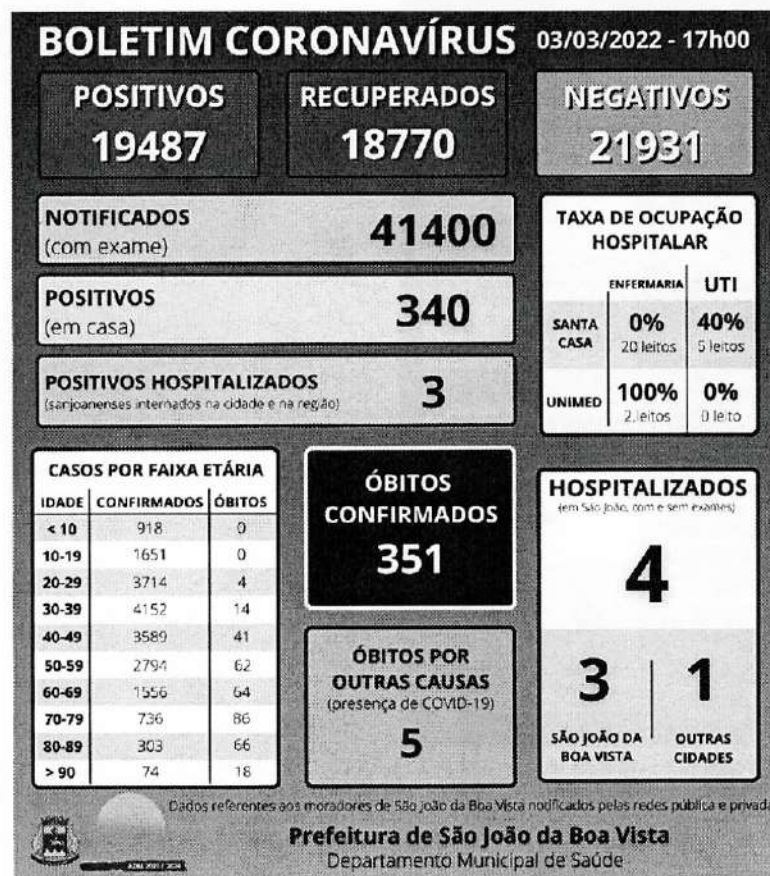 BOLETIM CORONAVÍRUS 03/03/2022 - 17h00
POSITIVOS
19487
RECUPERADOS
18770
NEGATIVOS
21931
NOTIFICADOS
(com exame)
41400
POSITIVOS
(em casa)
340
POSITIVOS HOSPITALIZADOS
(sanjoanenses internados na cidade e na região)
3
TAXA DE OCUPAÇÃO
HOSPITALAR
ENFERMARIA UTI
SANTA
CASA
0% 40%
20 leitos 5 leitos
UNIMED
100% 0%
2 leitos 0 leito
CASOS POR FAIXA ETÁRIA
IDADE CONFIRMADOS ÓBITOS
< 10 918 0
10-19 1651 0
20-29 3714 4
30-39 4152 14
40-49 3589 41
50-59 2794 62
60-69 1556 64
70-79 736 86
80-89 303 66
> 90 74 18
ÓBITOS
CONFIRMADOS
351
ÓBITOS POR
OUTRAS CAUSAS
(presença de COVID-19)
5
HOSPITALIZADOS
(em São João, com e sem exames)
4
3
SÃO JOÃO DA
BOA VISTA
1
OUTRAS
CIDADES
Dados referentes aos moradores de São João da Boa Vista notificados pelas redes pública e privada
Prefeitura de São João da Boa Vista
Departamento Municipal de Saúde